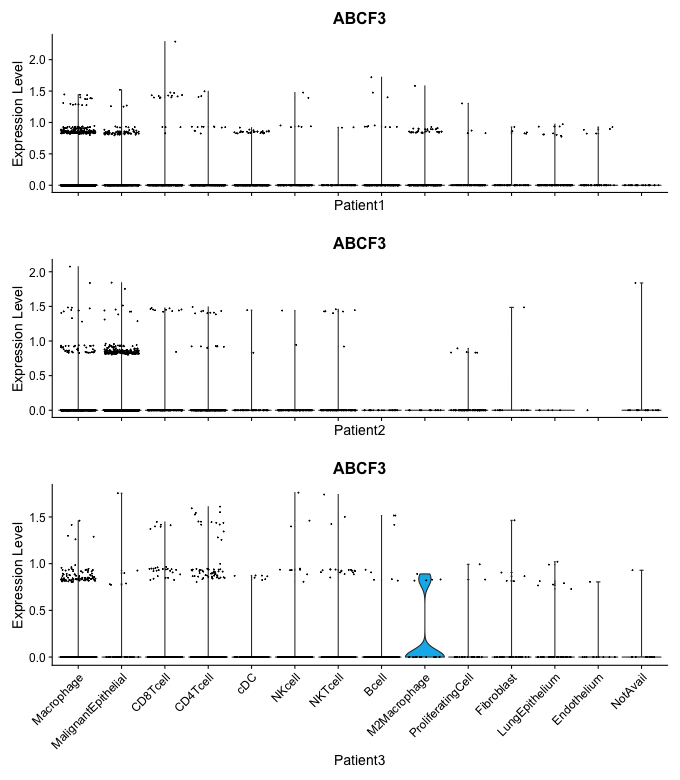 ABCF3
Expression Level
2.0
1.5
1.0
0.5
0.0
Patient1
ABCF3
Expression Level
2.0
1.5
1.0
0.5
0.0
Patient2
ABCF3
Expression Level
1.5
1.0
0.5
0.0
Macrophage
MalignantEpithelial
CD8Tcell
CD4Tcell
cDC
NKcell
NKTcell
Bcell
M2Macrophage
ProliferatingCell
Fibroblast
LungEpithelium
Endothelium
NotAvail
Patient3